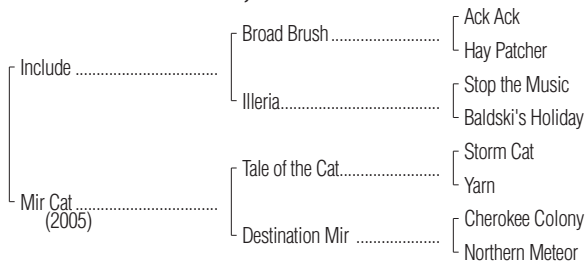 Ack Ack
Broad Brush
Hay Patcher
Include
Stop the Music
Illeria
Baldski's Holiday
Storm Cat
Tale of the Cat
Yarn
Mir Cat
(2005)
Cherokee Colony
Destination Mir
Northern Meteor